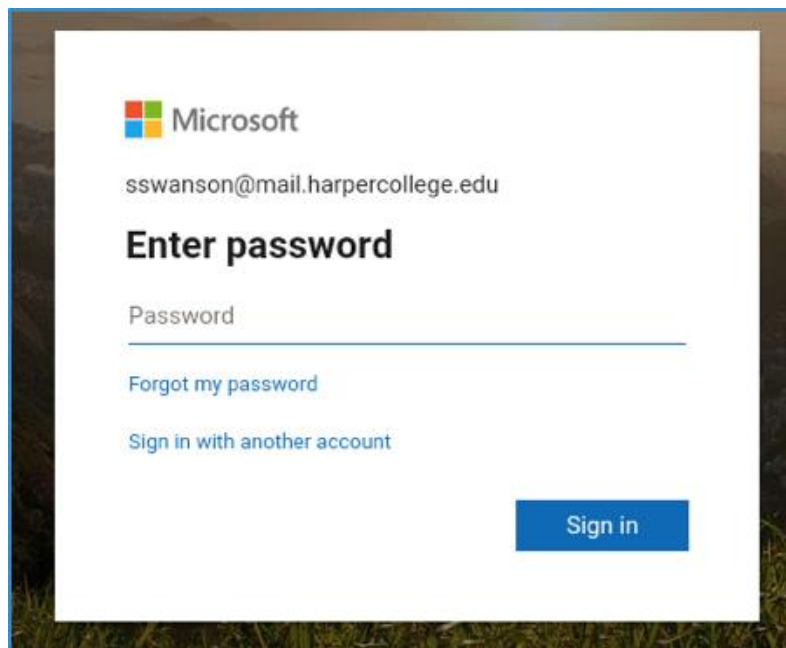 Microsoft
sswanson@mail.harpercollege.edu
Enter password
Password
Forgot my password
Sign in with another account
Sign in